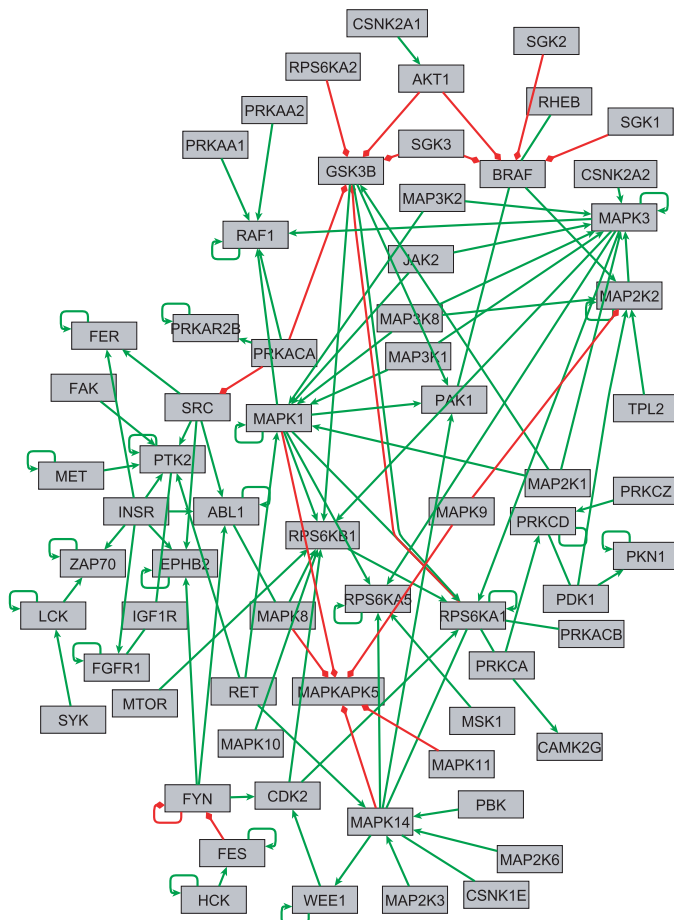 CSNK2A1
SGK2
RPS6KA2
AKT1
RHEB
PRKAA2
SGK1
PRKAA1
SGK3
GSK3B
BRAF
CSNK2A2
MAP3K2
MAPK3
RAF1
JAK2
MAP2K2
MAP3K8
PRKAR2B
FER
PRKACA
MAP3K1
FAK
SRC
PAK1
TPL2
MAPK1
PTK2
MET
MAP2K1
PRKCZ
INSR
ABL1
MAPK9
PRKCD
RPS6KB1
PKN1
ZAP70
EPHB2
RPS6KA5
PDK1
LCK
IGF1R
MAPK8
RPS6KA1
PRKACB
FGFR1
PRKCA
MTOR
RET
MAPKAPK5
SYK
MSK1
MAPK10
CAMK2G
MAPK11
FYN
CDK2
PBK
MAPK14
FES
MAP2K6
HCK
WEE1
MAP2K3
CSNK1E